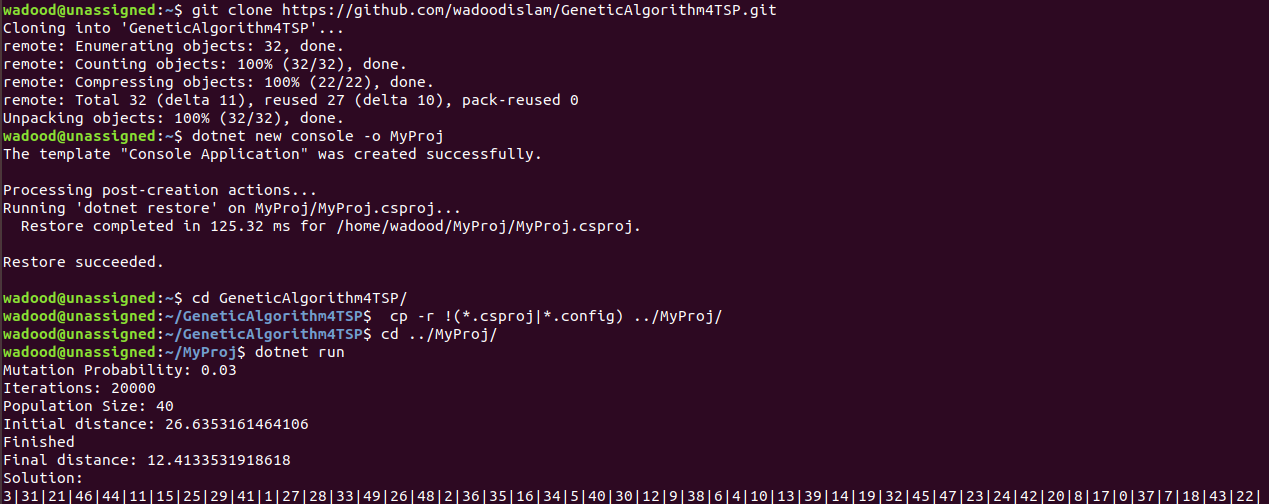 wadood@unassigned:~$ git clone https://github.com/wadoodislam/GeneticAlgorithm4TSP.git
Cloning into 'GeneticAlgorithm4TSP'...
remote: Enumerating objects: 32, done.
remote: Counting objects: 100% (32/32), done.
remote: Compressing objects: 100% (22/22), done.
remote: Total 32 (delta 11), reused 27 (delta 10), pack-reused 0
Unpacking objects: 100% (32/32), done.
wadood@unassigned:~$ dotnet new console -o MyProj
The template "Console Application" was created successfully.

Processing post-creation actions...
Running 'dotnet restore' on MyProj/MyProj.csproj...
  Restore completed in 125.32 ms for /home/wadood/MyProj/MyProj.csproj.

Restore succeeded.

wadood@unassigned:~$ cd GeneticAlgorithm4TSP/
wadood@unassigned:~/GeneticAlgorithm4TSP$  cp -r !(*.csproj|*.config) ../MyProj/
wadood@unassigned:~/GeneticAlgorithm4TSP$ cd ../MyProj/
wadood@unassigned:~/MyProj$ dotnet run
Mutation Probability: 0.03
Iterations: 20000
Population Size: 40
Initial distance: 26.6353161464106
Finished
Final distance: 12.4133531918618
Solution:
3|31|21|46|44|11|15|25|29|41|1|27|28|33|49|26|48|2|36|35|16|34|5|40|30|12|9|38|6|4|10|13|39|14|19|32|45|47|23|24|42|20|8|17|0|37|7|18|43|22|